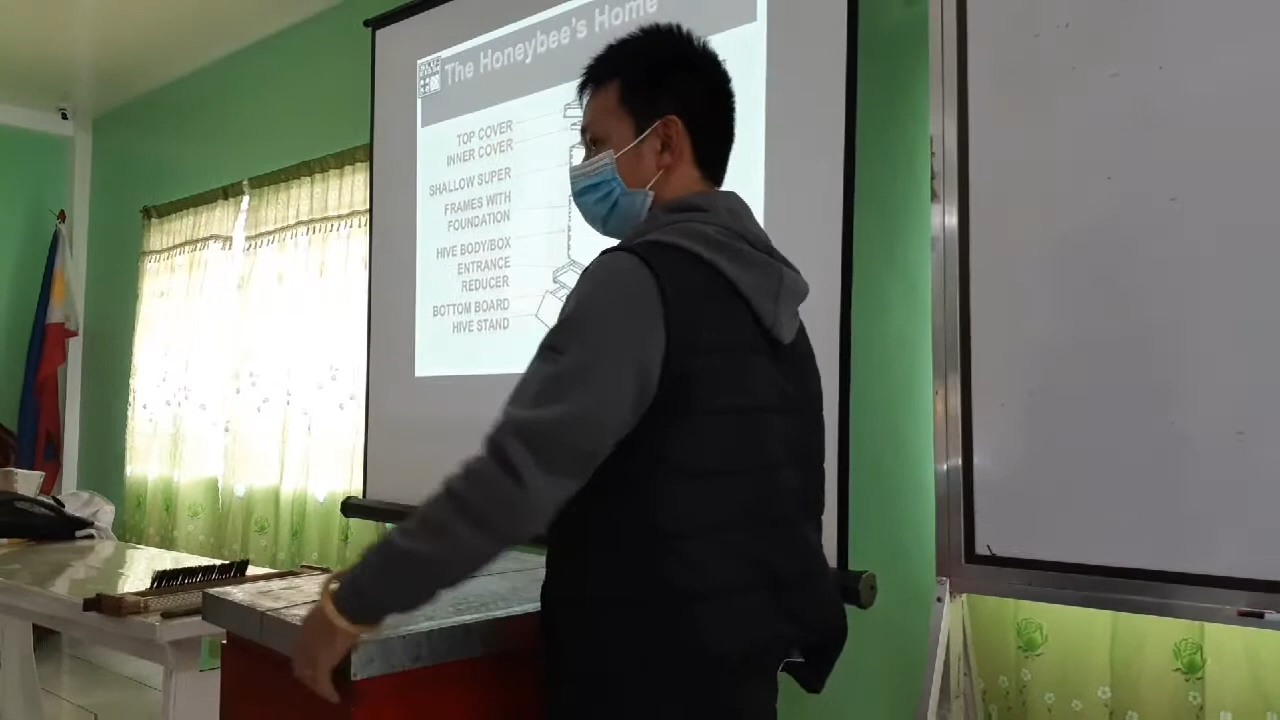 The Honeybee's Home
TOP COVER
INNER COVER
SHALLOW SUPER
FRAMES WITH
FOUNDATION
HIVE BODY/BOX
ENTRANCE
REDUCER
BOTTOM BOARD
HIVE STAND